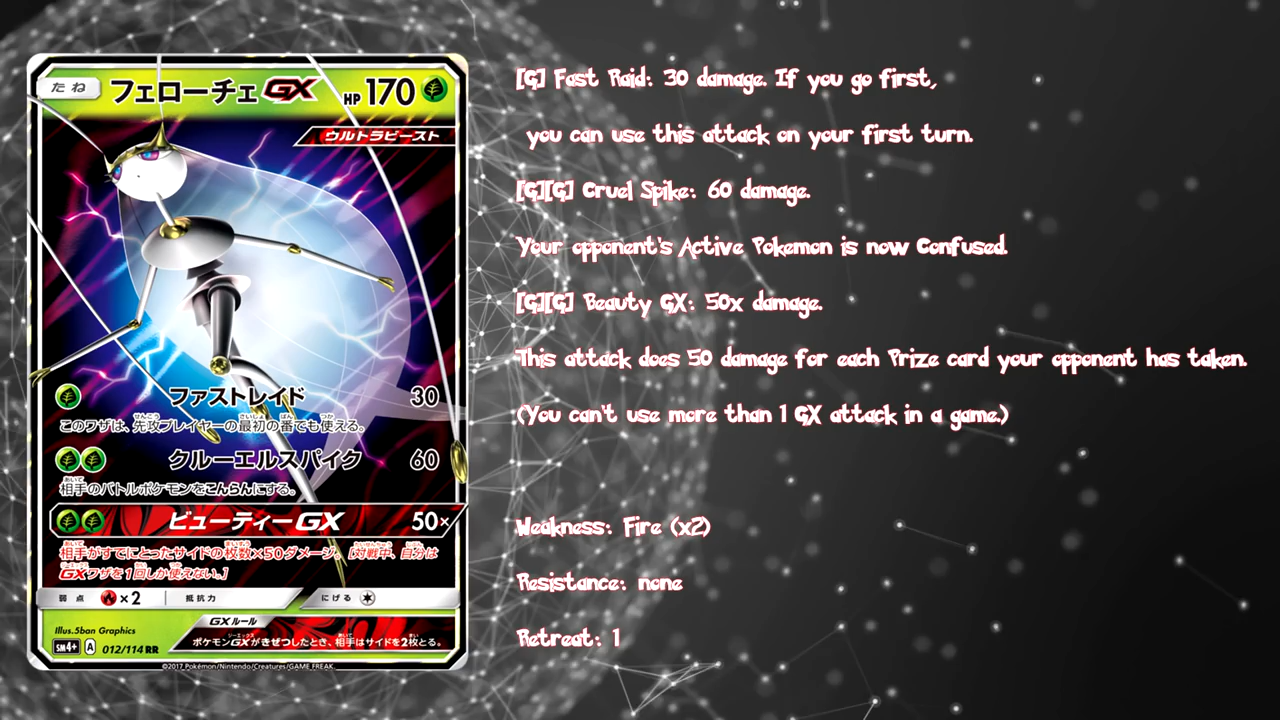 たね フェローチェGX HP170
ウルトラビースト
ファストレイド 30
このワザは、先攻プレイヤーの最初の番でも使える。
クルーエルスパイク 60
相手のバトルポケモンをこんらんにする。
ビューティーGX 50×
相手がすでにとったサイドの枚数×50ダメージ。[対戦中、自分は
GXワザを1回しか使えない。]
弱点 ×2 抵抗力 にげる
GXルール
ポケモンGXがきぜつしたとき、相手はサイドを2枚とる。
Illus.5ban Graphics
SM4+ A 012/114 RR
©2017 Pokémon/Nintendo/Creatures/GAME FREAK.
[G] Fast Raid: 30 damage. If you go first,
you can use this attack on your first turn.
[G][G] Cruel Spike: 60 damage.
Your opponent's Active Pokemon is now Confused.
[G][G] Beauty GX: 50x damage.
This attack does 50 damage for each Prize card your opponent has taken.
(You can't use more than 1 GX attack in a game.)
Weakness: Fire (x2)
Resistance: none
Retreat: 1